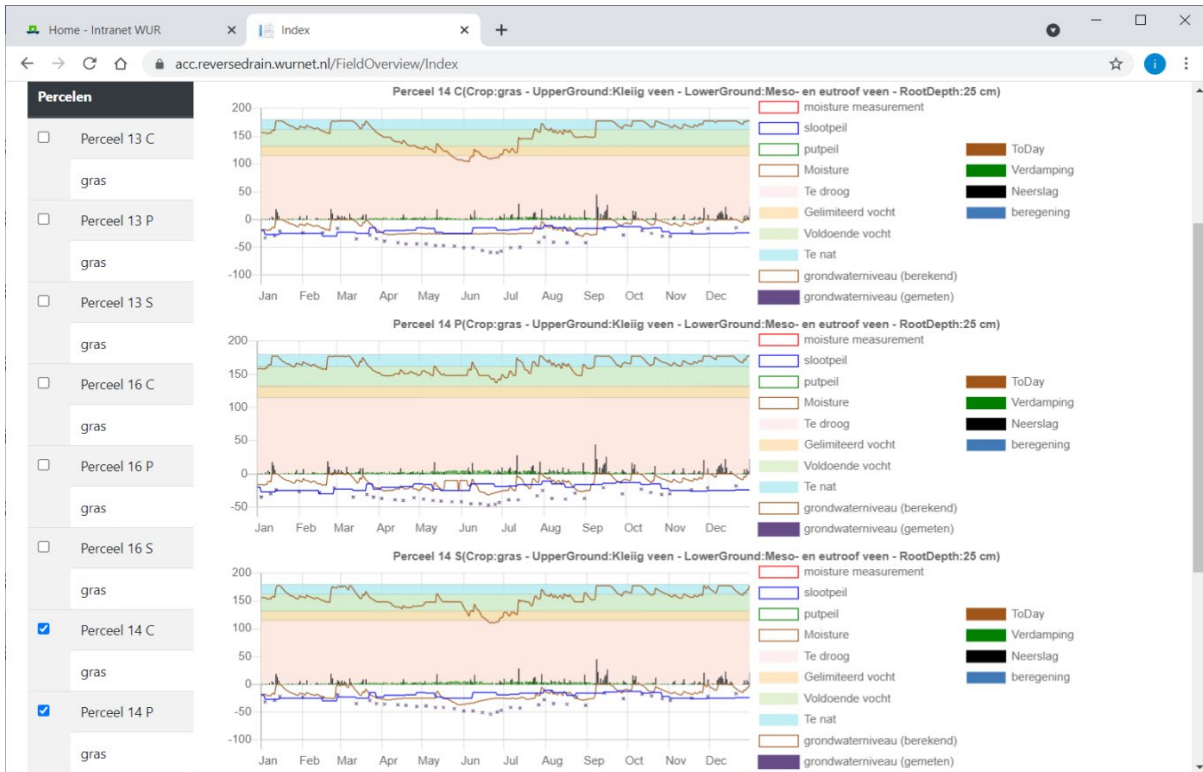 Home - Intranet WUR
Index
acc.reversedrain.wurnet.nl/FieldOverview/Index
i
Percelen
Perceel 13 C
gras
Perceel 13 P
gras
Perceel 13 S
gras
Perceel 16 C
gras
Perceel 16 P
gras
Perceel 16 S
gras
Perceel 14 C
gras
Perceel 14 P
gras
Perceel 14 C(Crop:gras - UpperGround:Kleiig veen - LowerGround:Meso- en eutroof veen - RootDepth:25 cm)
200
150
100
50
0
-50
-100
Jan Feb Mar Apr May Jun Jul Aug Sep Oct Nov Dec
moisture measurement
slootpeil
putpeil
Moisture
Te droog
Gelimiteerd vocht
Voldoende vocht
Te nat
grondwaterniveau (berekend)
grondwaterniveau (gemeten)
ToDay
Verdamping
Neerslag
beregening
Perceel 14 P(Crop:gras - UpperGround:Kleiig veen - LowerGround:Meso- en eutroof veen - RootDepth:25 cm)
200
150
100
50
0
-50
Jan Feb Mar Apr May Jun Jul Aug Sep Oct Nov Dec
moisture measurement
slootpeil
putpeil
Moisture
Te droog
Gelimiteerd vocht
Voldoende vocht
Te nat
grondwaterniveau (berekend)
grondwaterniveau (gemeten)
ToDay
Verdamping
Neerslag
beregening
Perceel 14 S(Crop:gras - UpperGround:Kleiig veen - LowerGround:Meso- en eutroof veen - RootDepth:25 cm)
200
150
100
50
0
-50
-100
Jan Feb Mar Apr May Jun Jul Aug Sep Oct Nov Dec
moisture measurement
slootpeil
putpeil
Moisture
Te droog
Gelimiteerd vocht
Voldoende vocht
Te nat
grondwaterniveau (berekend)
grondwaterniveau (gemeten)
ToDay
Verdamping
Neerslag
beregening